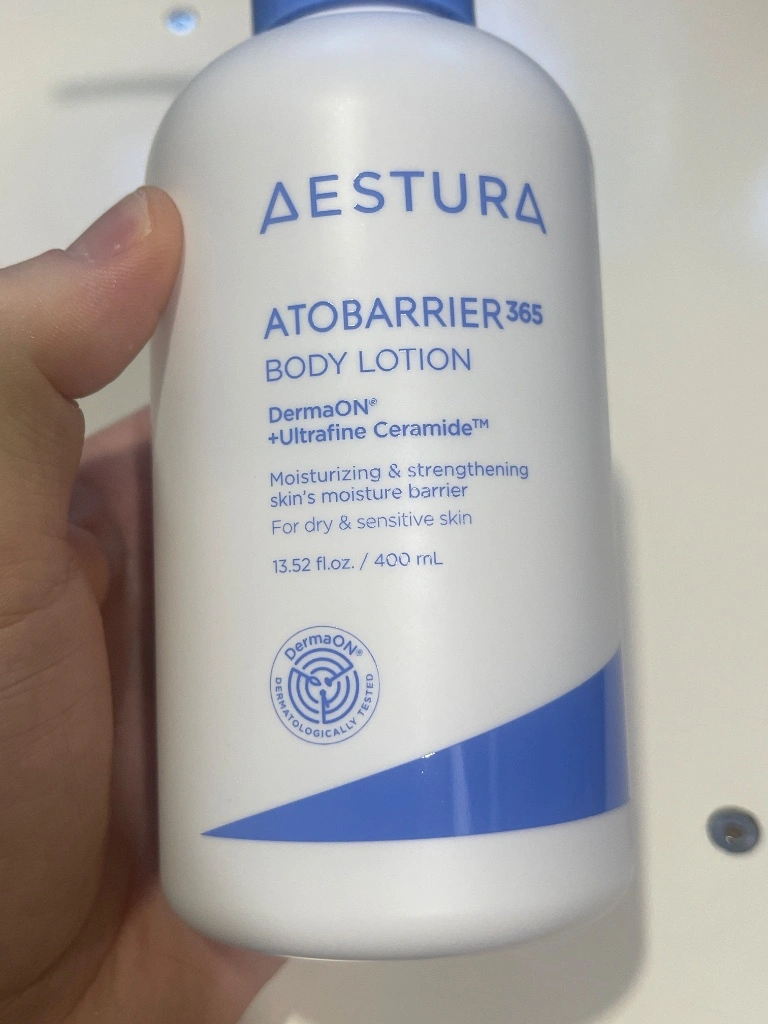 AESTURA
ATOBARRIER365
BODY LOTION
DermaON®
+Ultrafine Ceramide™
Moisturizing & strengthening
skin's moisture barrier
For dry & sensitive skin
13.52 fl.oz. / 400 mL
DermaON®
DERMATOLOGICALLY TESTED